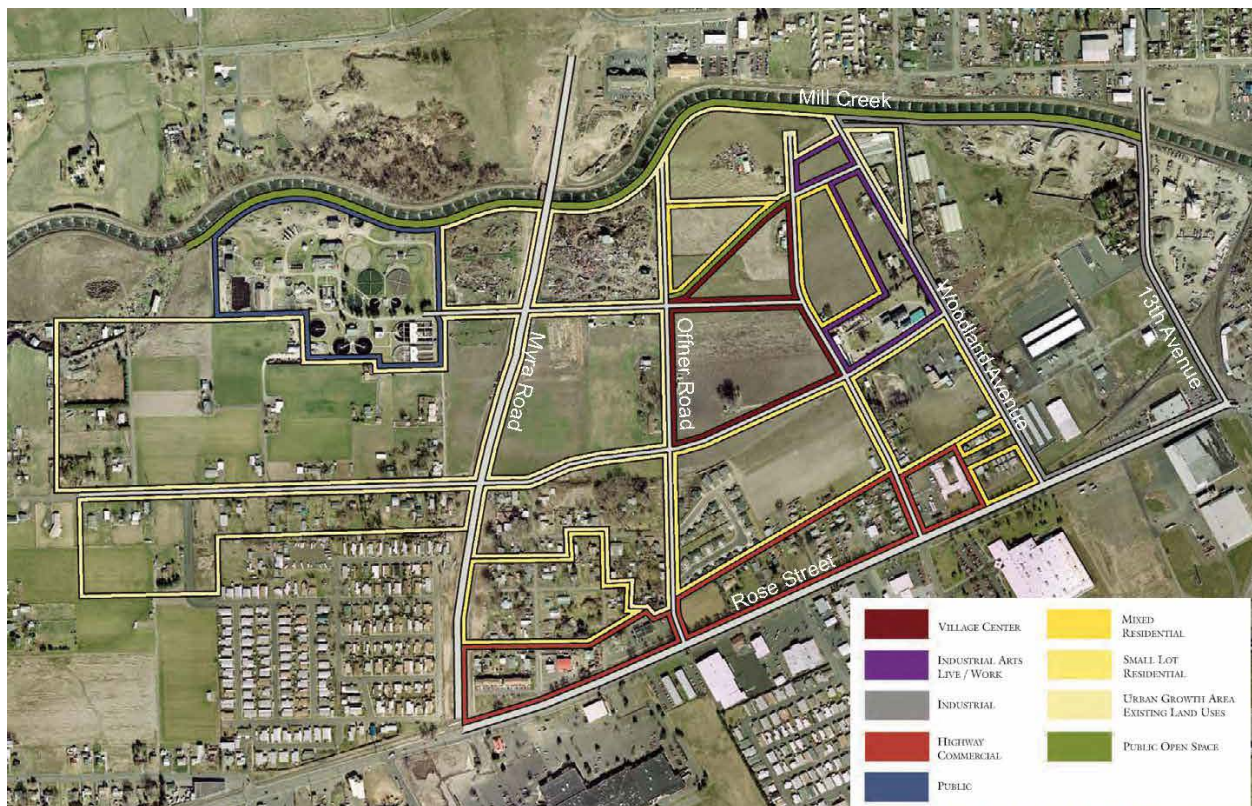 Mill Creek
Myra Road
Offner Road
Woodland Avenue
13th Avenue
Rose Street
VILLAGE CENTER
INDUSTRIAL ARTS
LIVE / WORK
INDUSTRIAL
HIGHWAY
COMMERCIAL
PUBLIC
MIXED
RESIDENTIAL
SMALL LOT
RESIDENTIAL
URBAN GROWTH AREA
EXISTING LAND USES
PUBLIC OPEN SPACE